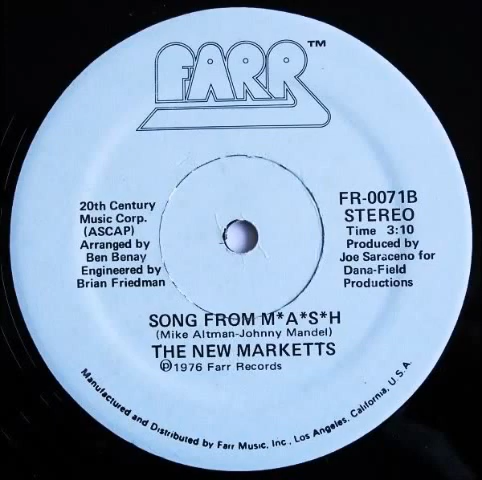 FARR™
20th Century
Music Corp.
(ASCAP)
Arranged by
Ben Benay
Engineered by
Brian Friedman
FR-0071B
STEREO
Time 3:10
Produced by
Joe Saraceno for
Dana-Field
Productions
SONG FROM M*A*S*H
(Mike Altman-Johnny Mandel)
THE NEW MARKETTS
℗1976 Farr Records
Manufactured and Distributed by Farr Music, Inc., Los Angeles, California, U.S.A.